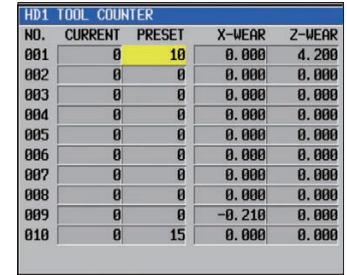 HD1 TOOL COUNTER
NO. CURRENT PRESET X-WEAR Z-WEAR
001 0 10 0.000 4.200
002 0 0 0.000 0.000
003 0 0 0.000 0.000
004 0 0 0.000 0.000
005 0 0 0.000 0.000
006 0 0 0.000 0.000
007 0 0 0.000 0.000
008 0 0 0.000 0.000
009 0 0 -0.210 0.000
010 0 15 0.000 0.000